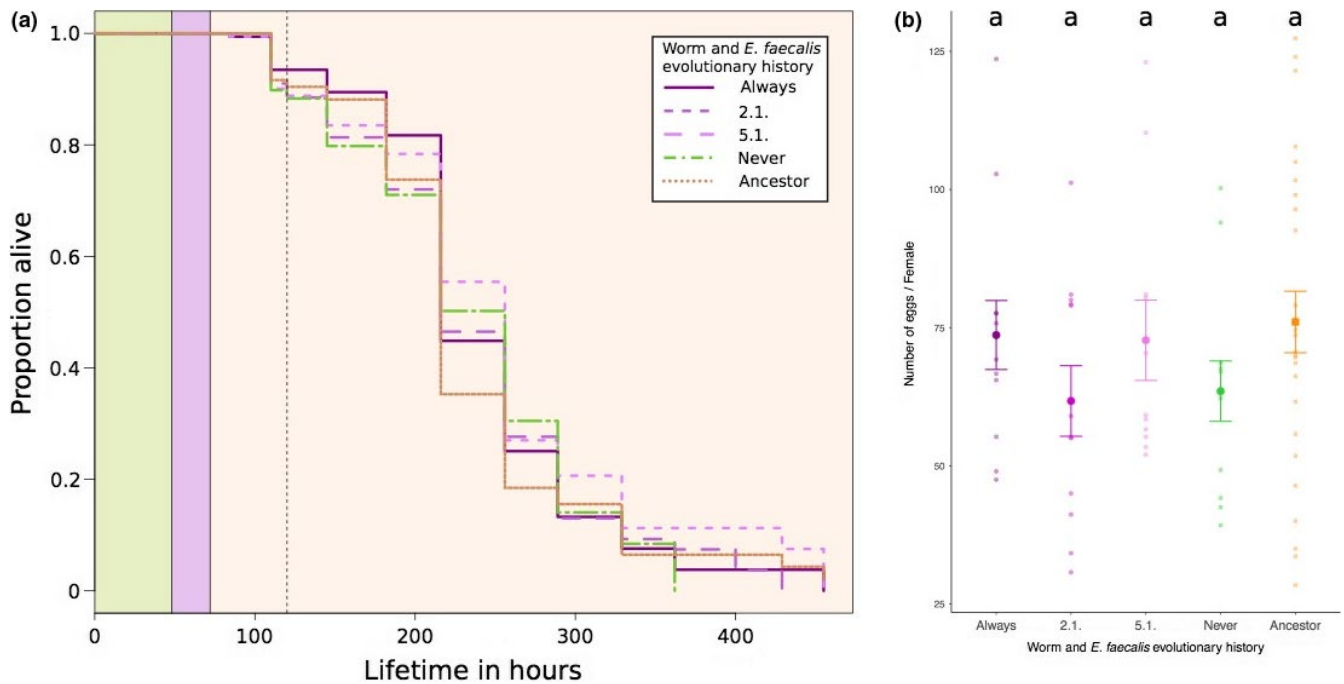 (a)
1.0
0.8
0.6
0.4
0.2
0
Proportion alive
0 100 200 300 400
Lifetime in hours
Worm and E. faecalis
evolutionary history
Always
2.1.
5.1.
Never
Ancestor
(b)
a a a a a
125
100
75
50
25
Number of eggs / Female
Always 2.1. 5.1. Never Ancestor
Worm and E. faecalis evolutionary history